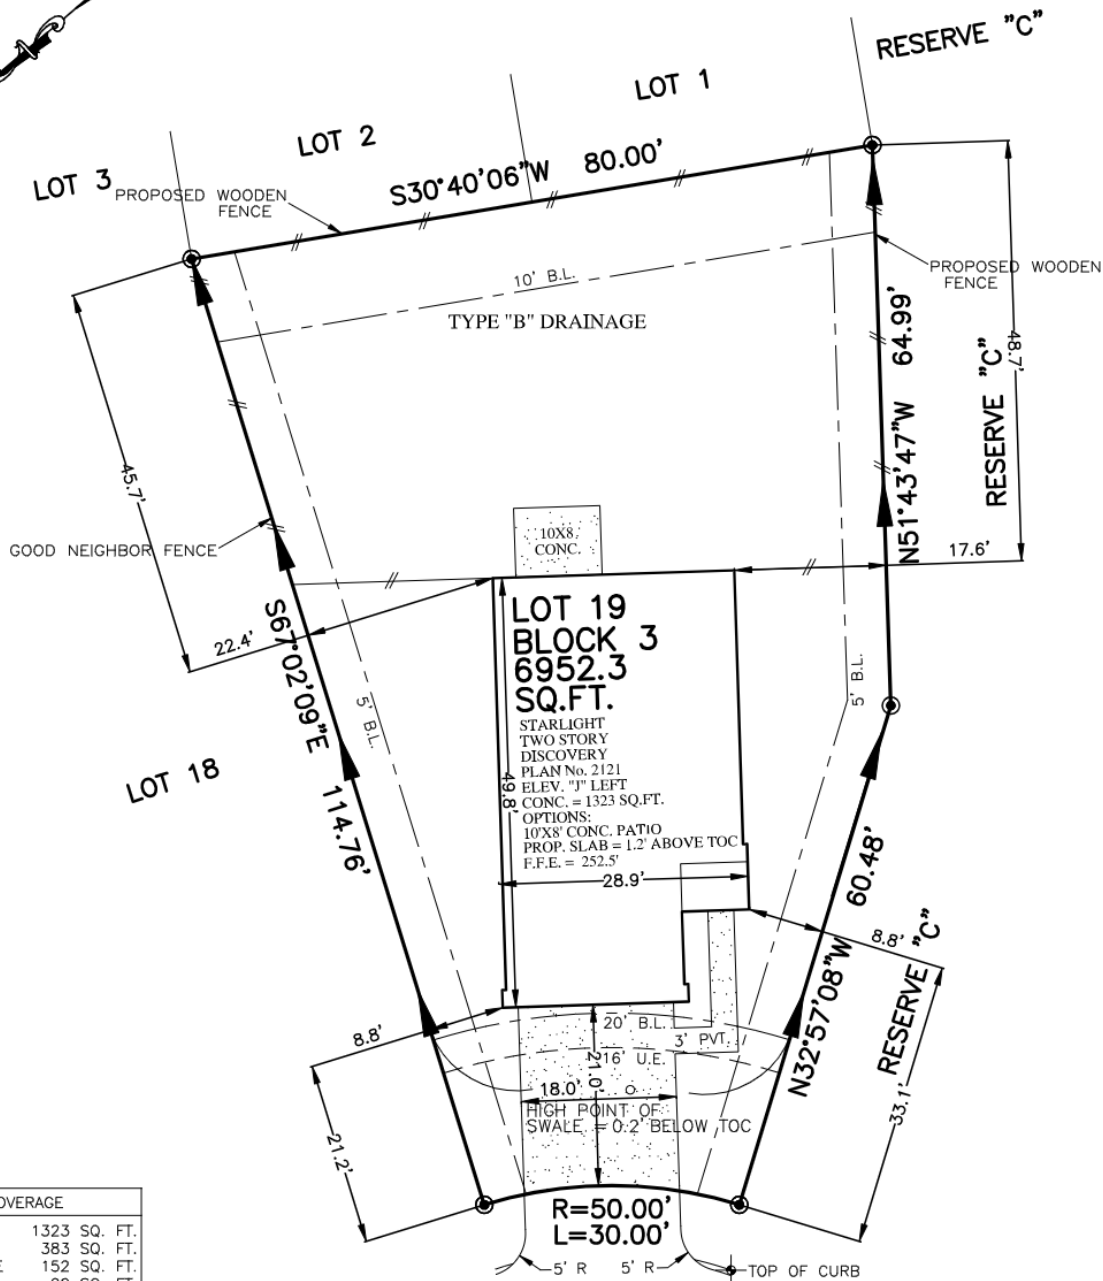 RESERVE "C"
LOT 1
LOT 2
LOT 3
PROPOSED WOODEN
FENCE
S30°40'06"W 80.00'
10' B.L.
TYPE "B" DRAINAGE
PROPOSED WOODEN
FENCE
N51°43'47"W 64.99'
48.7'
RESERVE "C"
45.7'
GOOD NEIGHBOR FENCE
10X8
CONC.
17.6'
22.4'
S67°02'09"E 114.76'
5' B.L.
5' B.L.
LOT 18
LOT 19
BLOCK 3
6952.3
SQ.FT.
STARLIGHT
TWO STORY
DISCOVERY
PLAN No. 2121
ELEV. "J" LEFT
CONC. = 1323 SQ.FT.
OPTIONS:
10'X8' CONC. PATIO
PROP. SLAB = 1.2' ABOVE TOC
F.F.E. = 252.5'
49.8'
28.9'
N32°57'08"W 60.48'
8.8'
RESERVE "C"
33.1'
8.8'
21.2'
20' B.L.
3' PVT.
16' U.E.
21.0'
18.0'
HIGH POINT OF
SWALE = 0.2' BELOW TOC
R=50.00'
L=30.00'
5' R
5' R
TOP OF CURB
OVERAGE
1323 SQ. FT.
383 SQ. FT.
152 SQ. FT.